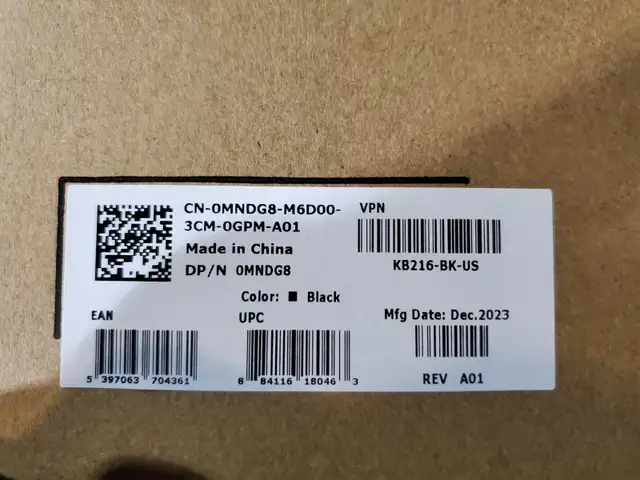 CN-0MNDG8-M6D00-
3CM-0GPM-A01
Made in China
DP/N 0MNDG8
VPN
KB216-BK-US
Color: Black
EAN
UPC
Mfg Date: Dec.2023
5 397063 704361
8 84116 18046 3
REV A01